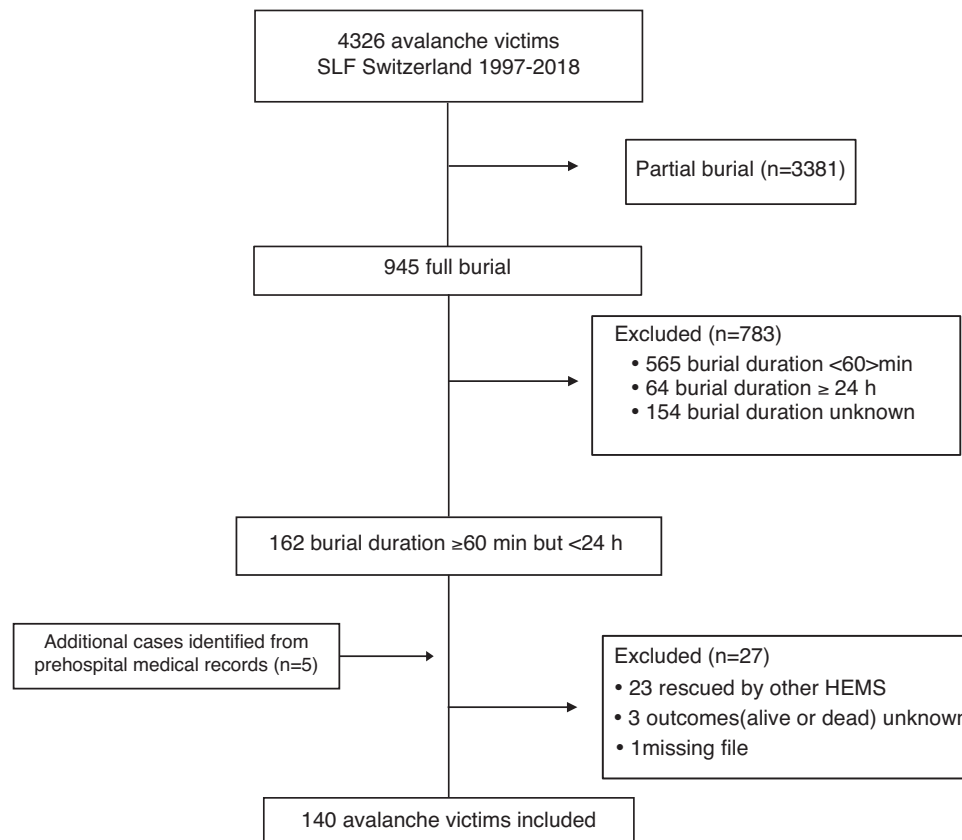 4326 avalanche victims
SLF Switzerland 1997-2018
Partial burial (n=3381)
945 full burial
Excluded (n=783)
• 565 burial duration <60>min
• 64 burial duration ≥ 24 h
• 154 burial duration unknown
162 burial duration ≥60 min but <24 h
Additional cases identified from
prehospital medical records (n=5)
Excluded (n=27)
• 23 rescued by other HEMS
• 3 outcomes(alive or dead) unknown
• 1missing file
140 avalanche victims included